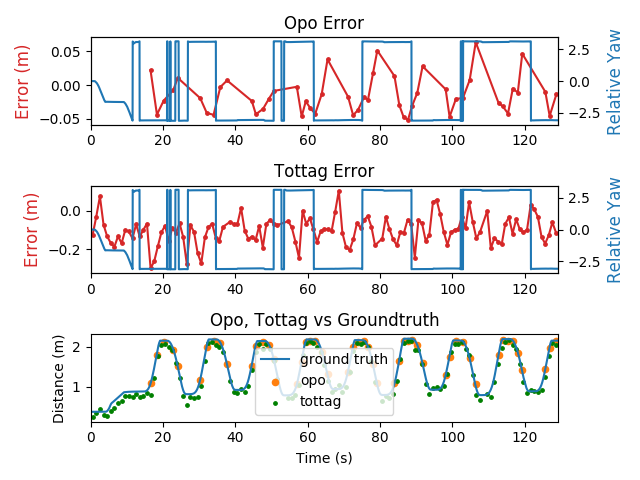 Opo Error
Error (m)
0.05
0.00
−0.05
2.5
0.0
−2.5
Relative Yaw
0 20 40 60 80 100 120
Tottag Error
Error (m)
0.0
−0.2
2.5
0.0
−2.5
Relative Yaw
0 20 40 60 80 100 120
Opo, Tottag vs Groundtruth
Distance (m)
2
1
ground truth
opo
tottag
0 20 40 60 80 100 120
Time (s)